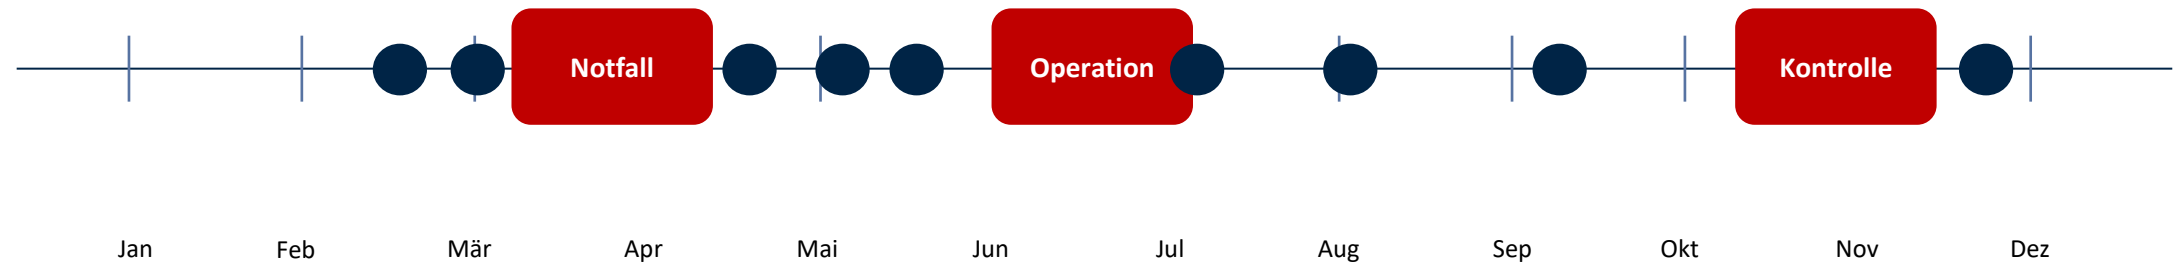 Notfall Operation Kontrolle
Jan Feb Mär Apr Mai Jun Jul Aug Sep Okt Nov Dez